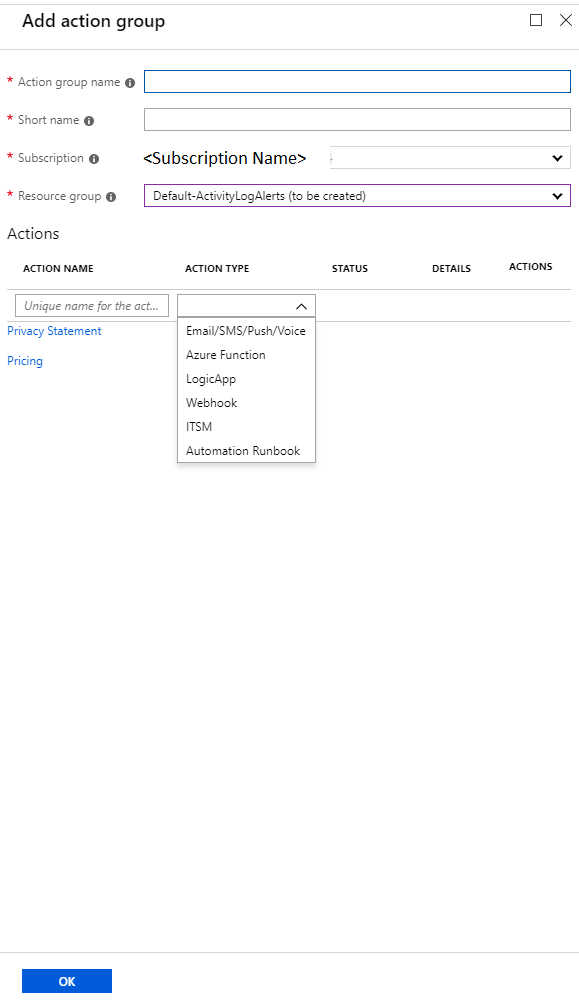 Add action group
* Action group name
* Short name
* Subscription <Subscription Name>
* Resource group Default-ActivityLogAlerts (to be created)
Actions
ACTION NAME ACTION TYPE STATUS DETAILS ACTIONS
Unique name for the act...
Privacy Statement Email/SMS/Push/Voice
Azure Function
Pricing
LogicApp
Webhook
ITSM
Automation Runbook
OK